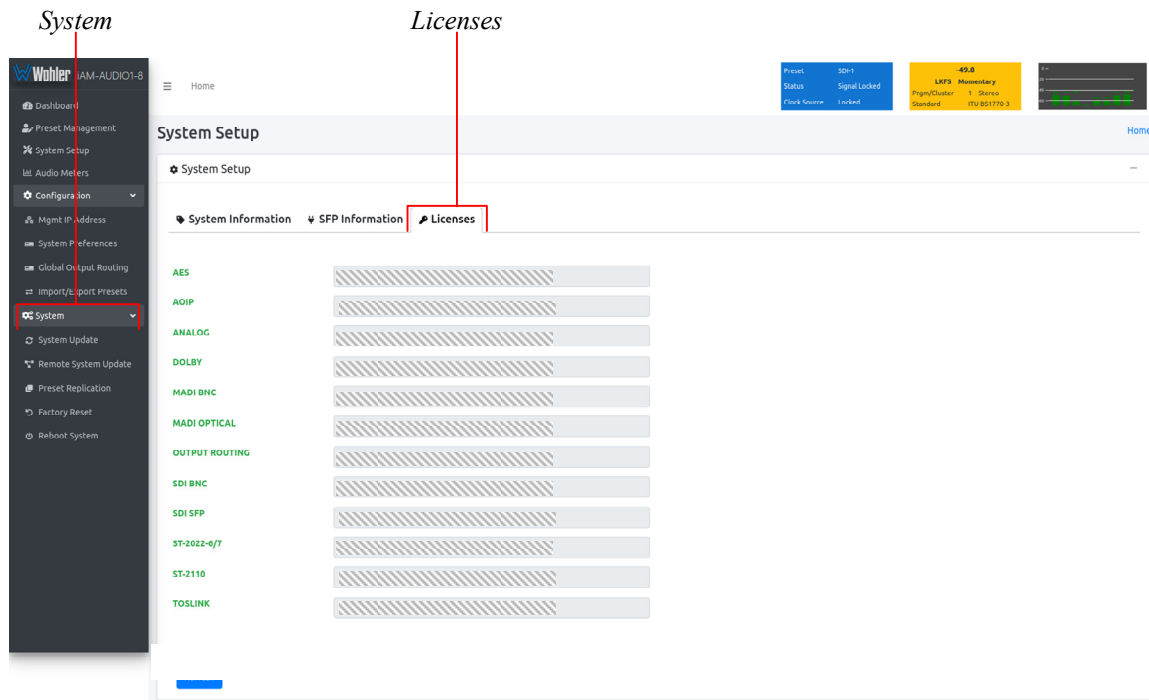 System
Licenses
Wohler iAM-AUDIO1-8
Home
Preset SDI-1
Status Signal Locked
Clock Source Locked
-49.8
LKFS Momentary
Prgm/Cluster 1 Stereo
Standard ITU BS1770 3
Dashboard
Preset Management
System Setup
Audio Meters
Configuration
Mgmt IP Address
System Preferences
Global Output Routing
Import/Export Presets
System
System Update
Remote System Update
Preset Replication
Factory Reset
Reboot System
System Setup
Home
System Setup
System Information
SFP Information
Licenses
AES
AOIP
ANALOG
DOLBY
MADI BNC
MADI OPTICAL
OUTPUT ROUTING
SDI BNC
SDI SFP
ST-2022-6/7
ST-2110
TOSLINK